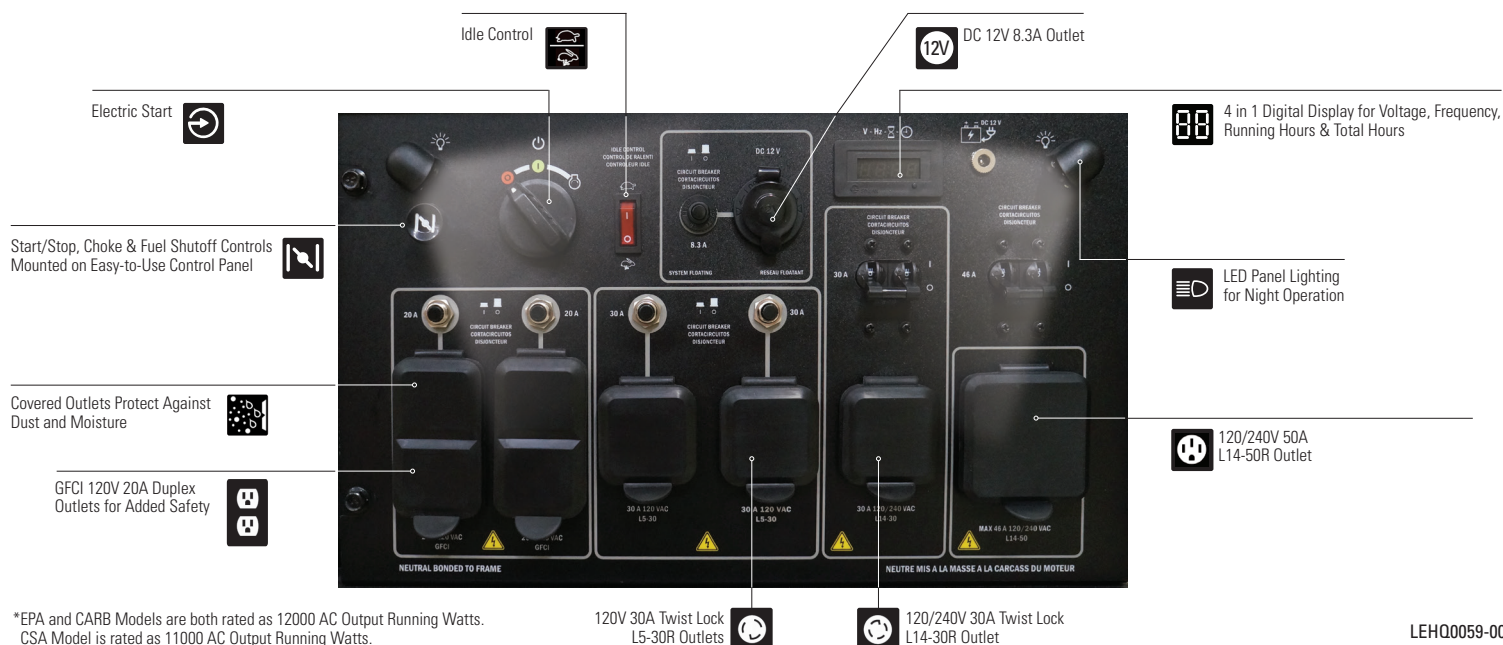 Idle Control
12V
DC 12V 8.3A Outlet
Electric Start
88
4 in 1 Digital Display for Voltage, Frequency,
Running Hours & Total Hours
Start/Stop, Choke & Fuel Shutoff Controls
Mounted on Easy-to-Use Control Panel
LED Panel Lighting
for Night Operation
Covered Outlets Protect Against
Dust and Moisture
120/240V 50A
L14-50R Outlet
GFCI 120V 20A Duplex
Outlets for Added Safety
IDLE CONTROL
CONTROL DE RALENTI
CONTROLEUR IDLE
I
O
I O
CIRCUIT BREAKER
CORTACIRCUITOS
DISJONCTEUR
8.3 A
DC 12 V
SYSTEM FLOATING
RESEAU FLOATANT
V - Hz -
DC 12 V
CIRCUIT BREAKER
CORTACIRCUITOS
DISJONCTEUR
30 A
I
O
CIRCUIT BREAKER
CORTACIRCUITOS
DISJONCTEUR
46 A
I
O
20 A
I O
20 A
CIRCUIT BREAKER
CORTACIRCUITOS
DISJONCTEUR
30 A
I O
30 A
CIRCUIT BREAKER
CORTACIRCUITOS
DISJONCTEUR
VAC
GFCI
VAC
GFCI
30 A 120 VAC
L5-30
30 A 120 VAC
L5-30
30 A 120/240 VAC
L14-30
MAX 46 A 120/240 VAC
L14-50
NEUTRAL BONDED TO FRAME
NEUTRE MIS A LA MASSE A LA CARCASS DU MOTEUR
*EPA and CARB Models are both rated as 12000 AC Output Running Watts.
CSA Model is rated as 11000 AC Output Running Watts.
120V 30A Twist Lock
L5-30R Outlets
120/240V 30A Twist Lock
L14-30R Outlet
LEHQ0059-00